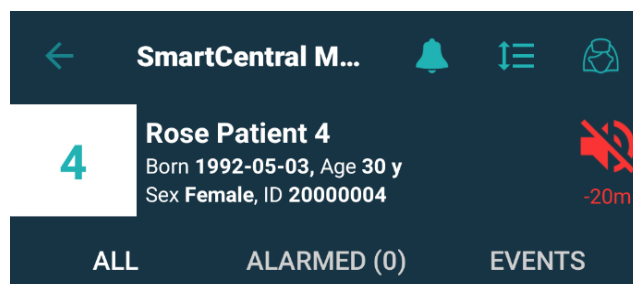 SmartCentral M...
4
Rose Patient 4
Born 1992-05-03, Age 30 y
Sex Female, ID 20000004
-20m
ALL ALARMED (0) EVENTS